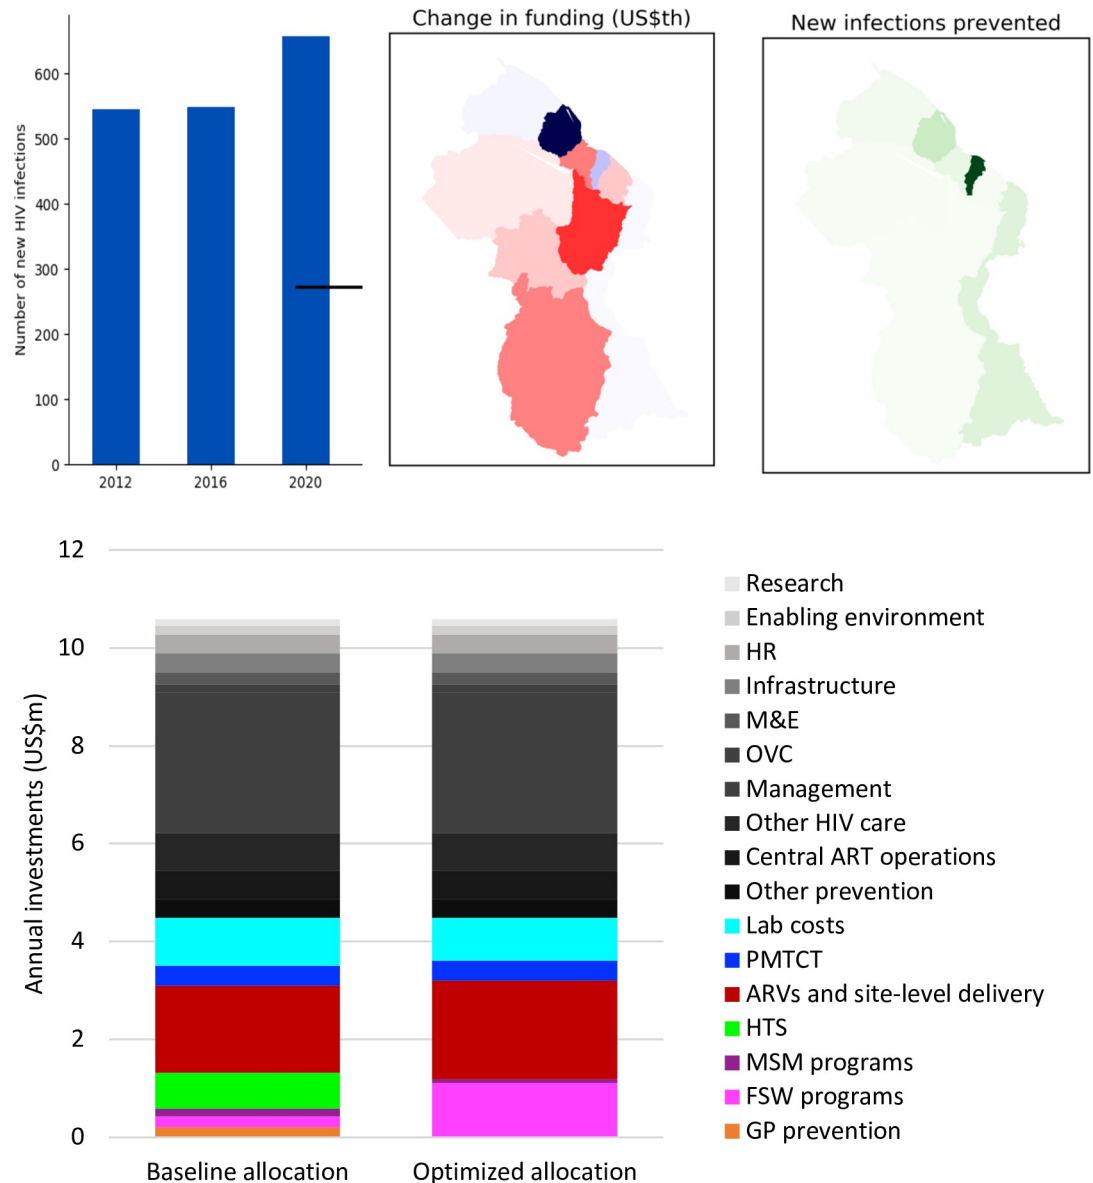 Number of new HIV infections
600
500
400
300
200
100
0
2012
2016
2020
Change in funding (US$th)
New infections prevented
Annual investments (US$m)
12
10
8
6
4
2
0
Baseline allocation
Optimized allocation
Research
Enabling environment
HR
Infrastructure
M&E
OVC
Management
Other HIV care
Central ART operations
Other prevention
Lab costs
PMTCT
ARVs and site-level delivery
HTS
MSM programs
FSW programs
GP prevention